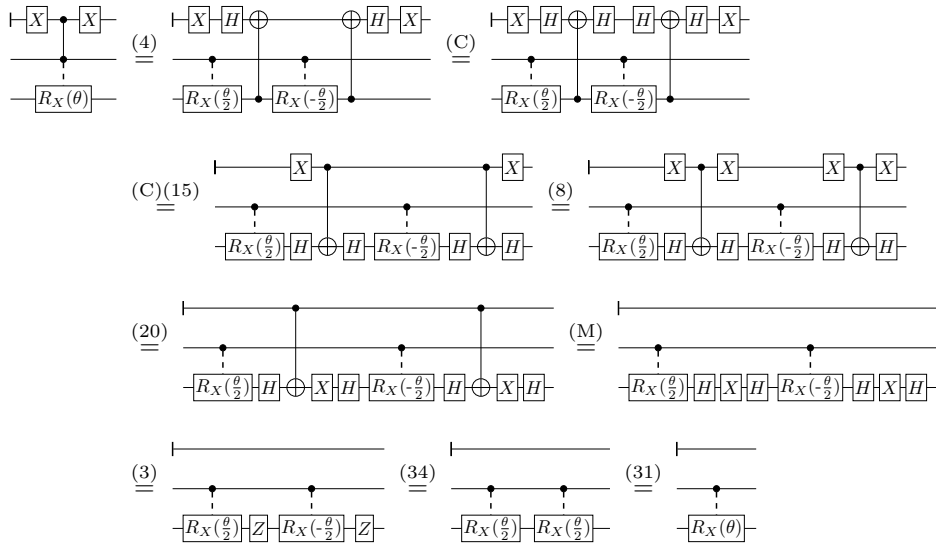 X X (4) X H H X (C) X H H H H X
R_X(θ) = R_X(θ/2) R_X(-θ/2) = R_X(θ/2) R_X(-θ/2)
(C)(15) X X (8) X X X X
= R_X(θ/2) H H R_X(-θ/2) H H = R_X(θ/2) H H R_X(-θ/2) H H
(20) (M)
= R_X(θ/2) H X H R_X(-θ/2) H X H = R_X(θ/2) H X H R_X(-θ/2) H X H
(3) (34) (31)
= R_X(θ/2) Z R_X(-θ/2) Z = R_X(θ/2) R_X(θ/2) = R_X(θ)